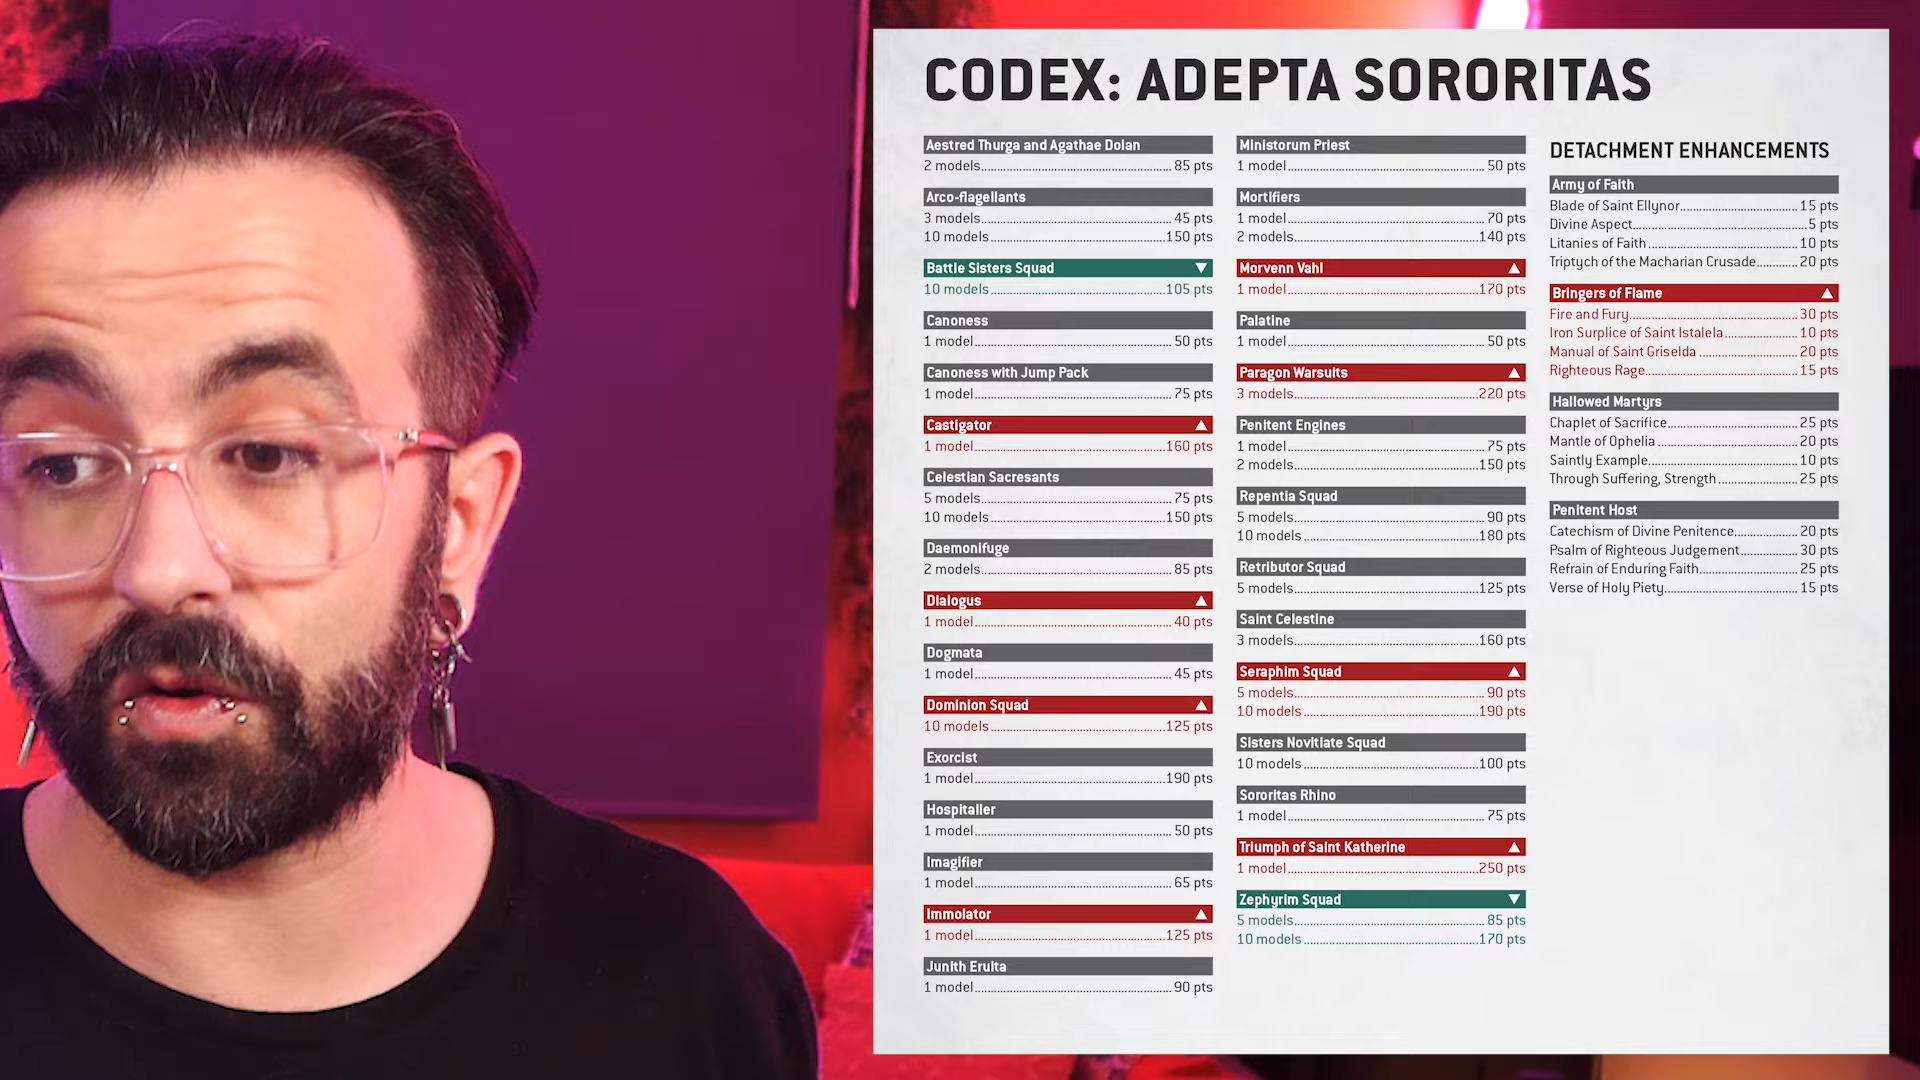 CODEX: ADEPTA SORORITAS
Aestred Thurga and Agathae Dolan
2 models 85 pts
Arco-flagellants
3 models 45 pts
10 models 150 pts
Battle Sisters Squad ▼
10 models 105 pts
Canoness
1 model 50 pts
Canoness with Jump Pack
1 model 75 pts
Castigator ▲
1 model 160 pts
Celestian Sacresants
5 models 75 pts
10 models 150 pts
Daemonifuge
2 models 85 pts
Dialogus ▲
1 model 40 pts
Dogmata
1 model 45 pts
Dominion Squad ▲
10 models 125 pts
Exorcist
1 model 190 pts
Hospitaller
1 model 50 pts
Imagifier
1 model 65 pts
Immolator ▲
1 model 125 pts
Junith Eruita
1 model 90 pts
Ministorum Priest
1 model 50 pts
Mortifiers
1 model 70 pts
2 models 140 pts
Morvenn Vahl ▲
1 model 170 pts
Palatine
1 model 50 pts
Paragon Warsuits ▲
3 models 220 pts
Penitent Engines
1 model 75 pts
2 models 150 pts
Repentia Squad
5 models 90 pts
10 models 180 pts
Retributor Squad
5 models 125 pts
Saint Celestine
3 models 160 pts
Seraphim Squad ▲
5 models 90 pts
10 models 190 pts
Sisters Novitiate Squad
10 models 100 pts
Sororitas Rhino
1 model 75 pts
Triumph of Saint Katherine ▲
1 model 250 pts
Zephyrim Squad ▼
5 models 85 pts
10 models 170 pts
DETACHMENT ENHANCEMENTS
Army of Faith
Blade of Saint Ellynor 15 pts
Divine Aspect 5 pts
Litanies of Faith 10 pts
Triptych of the Macharian Crusade 20 pts
Bringers of Flame ▲
Fire and Fury 30 pts
Iron Surplice of Saint Istalela 10 pts
Manual of Saint Griselda 20 pts
Righteous Rage 15 pts
Hallowed Martyrs
Chaplet of Sacrifice 25 pts
Mantle of Ophelia 20 pts
Saintly Example 10 pts
Through Suffering, Strength 25 pts
Penitent Host
Catechism of Divine Penitence 20 pts
Psalm of Righteous Judgement 30 pts
Refrain of Enduring Faith 25 pts
Verse of Holy Piety 15 pts